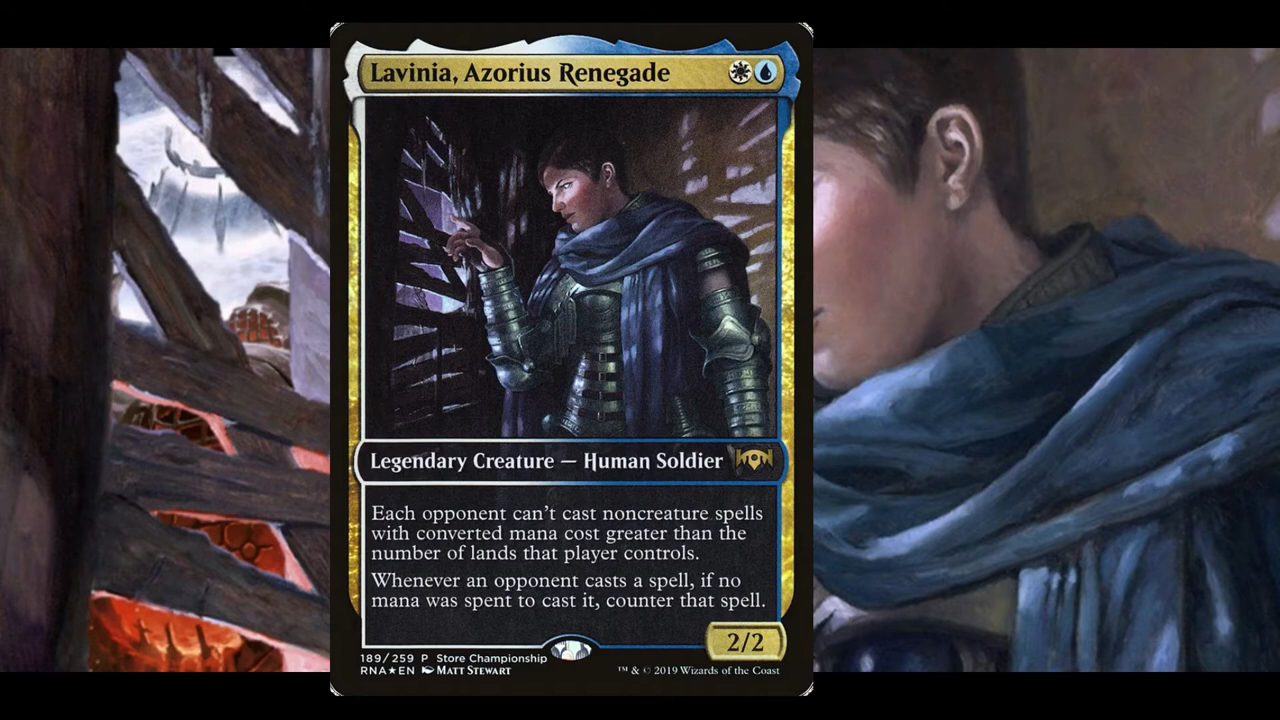 Lavinia, Azorius Renegade
Legendary Creature — Human Soldier
Each opponent can't cast noncreature spells
with converted mana cost greater than the
number of lands that player controls.
Whenever an opponent casts a spell, if no
mana was spent to cast it, counter that spell.
2/2
189/259 P Store Championship
RNA★EN Matt Stewart
™ & © 2019 Wizards of the Coast